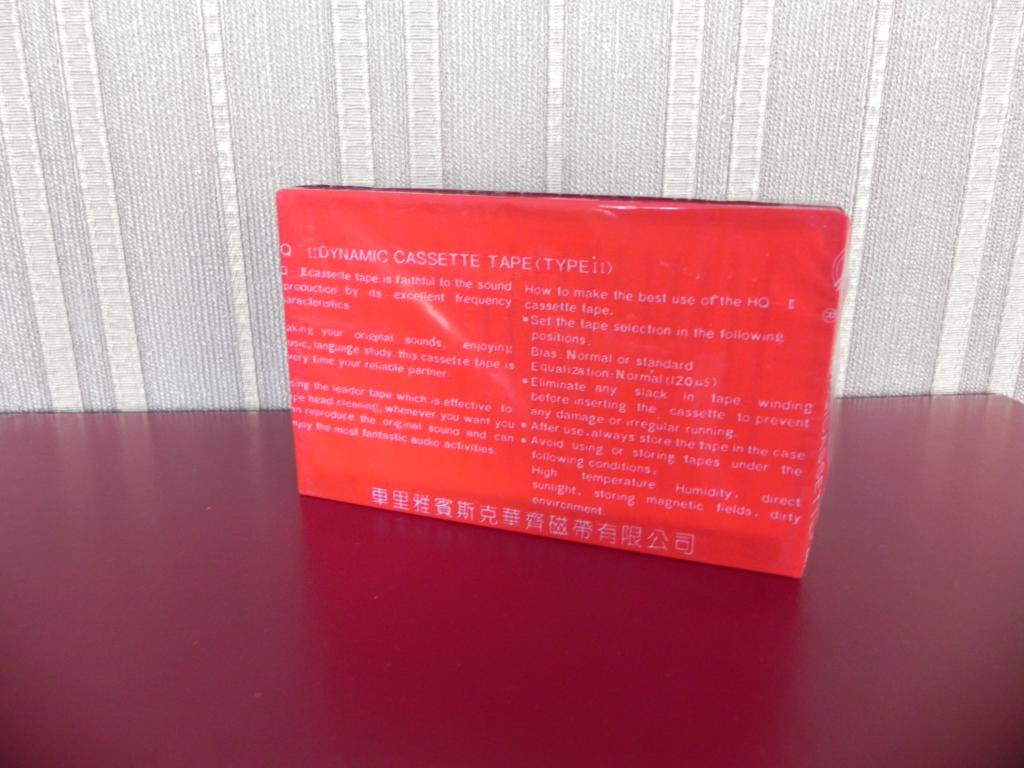 Q II:DYNAMIC CASSETTE TAPE(TYPEII)
Q-II cassette tape is faithful to the sound
production by its excellent frequency
aracteristics.
aking your original sounds, enjoying
usic, language study, this cassette tape is
very time your reliable partner.
sing the leader tape which is effective to
pe head cleaning, whenever you want you
n reproduce the original sound and can
njoy the most fantastic audio activities.
How to make the best use of the HQ-II
cassette tape.
•Set the tape selection in the following
positions.
Bias: Normal or standard
Equalization:Normal(120μS)
•Eliminate any slack in tape winding
before inserting the cassette to prevent
any damage or irregular running.
•After use, always store the tape in the case
•Avoid using or storing tapes under the
following conditions;
High temperature Humidity, direct
sunlight, storing magnetic fields, dirty
environment.
車里雅賓斯克華齊磁帶有限公司